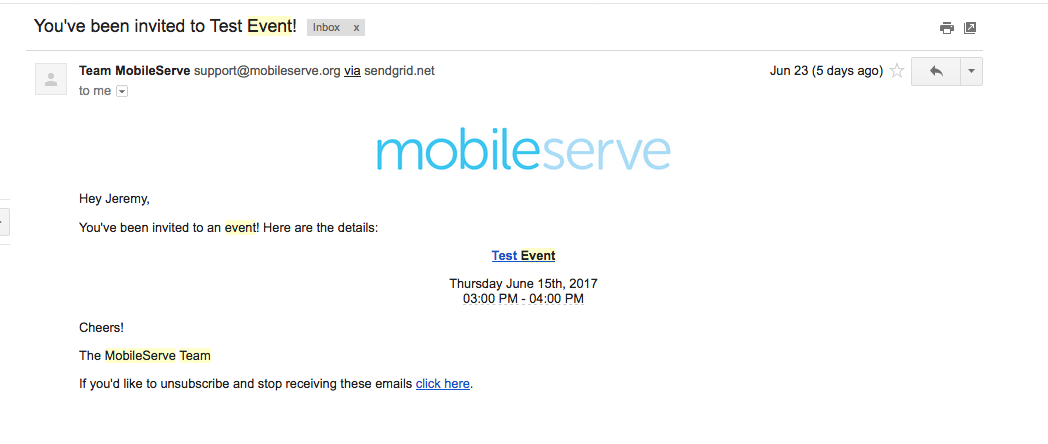 You've been invited to Test Event! Inbox x
Team MobileServe support@mobileserve.org via sendgrid.net Jun 23 (5 days ago)
to me
mobileserve
Hey Jeremy,
You've been invited to an event! Here are the details:
Test Event
Thursday June 15th, 2017
03:00 PM - 04:00 PM
Cheers!
The MobileServe Team
If you'd like to unsubscribe and stop receiving these emails click here.